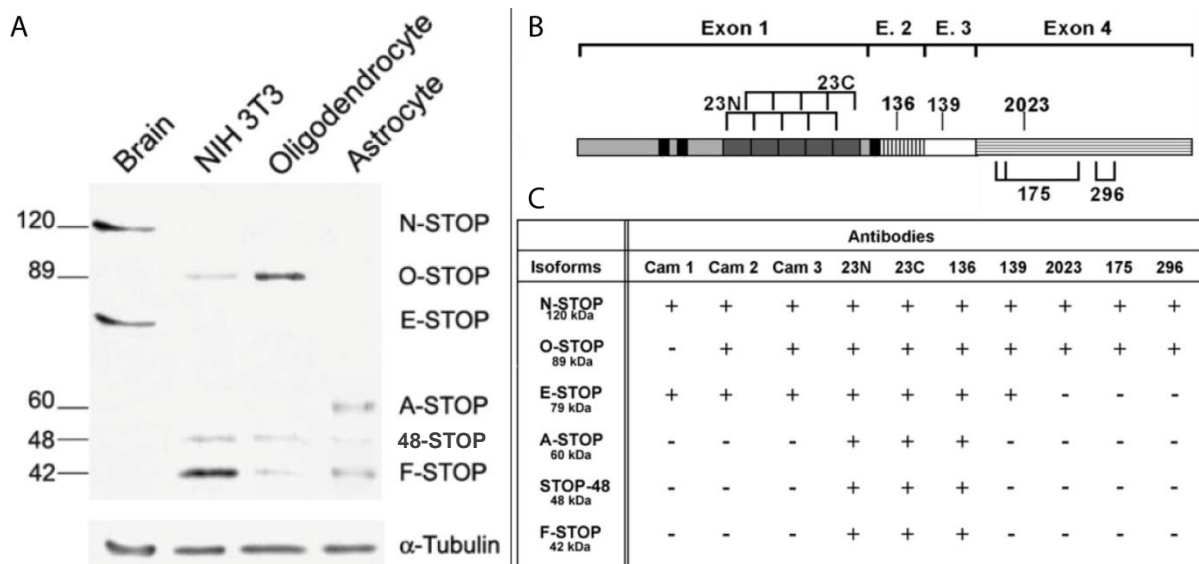 A
Brain
NIH 3T3
Oligodendrocyte
Astrocyte
120
89
60
48
42
N-STOP
O-STOP
E-STOP
A-STOP
48-STOP
F-STOP
α-Tubulin
B
Exon 1 E. 2 E. 3 Exon 4
23C
23N 136 139 2023
175 296
C
Antibodies
Isoforms Cam 1 Cam 2 Cam 3 23N 23C 136 139 2023 175 296
N-STOP + + + + + + + + + +
120 kDa
O-STOP - + + + + + + + + +
89 kDa
E-STOP + + + + + + + - - -
79 kDa
A-STOP - - - + + + - - - -
60 kDa
STOP-48 - - - + + + - - - -
48 kDa
F-STOP - - - + + + - - - -
42 kDa